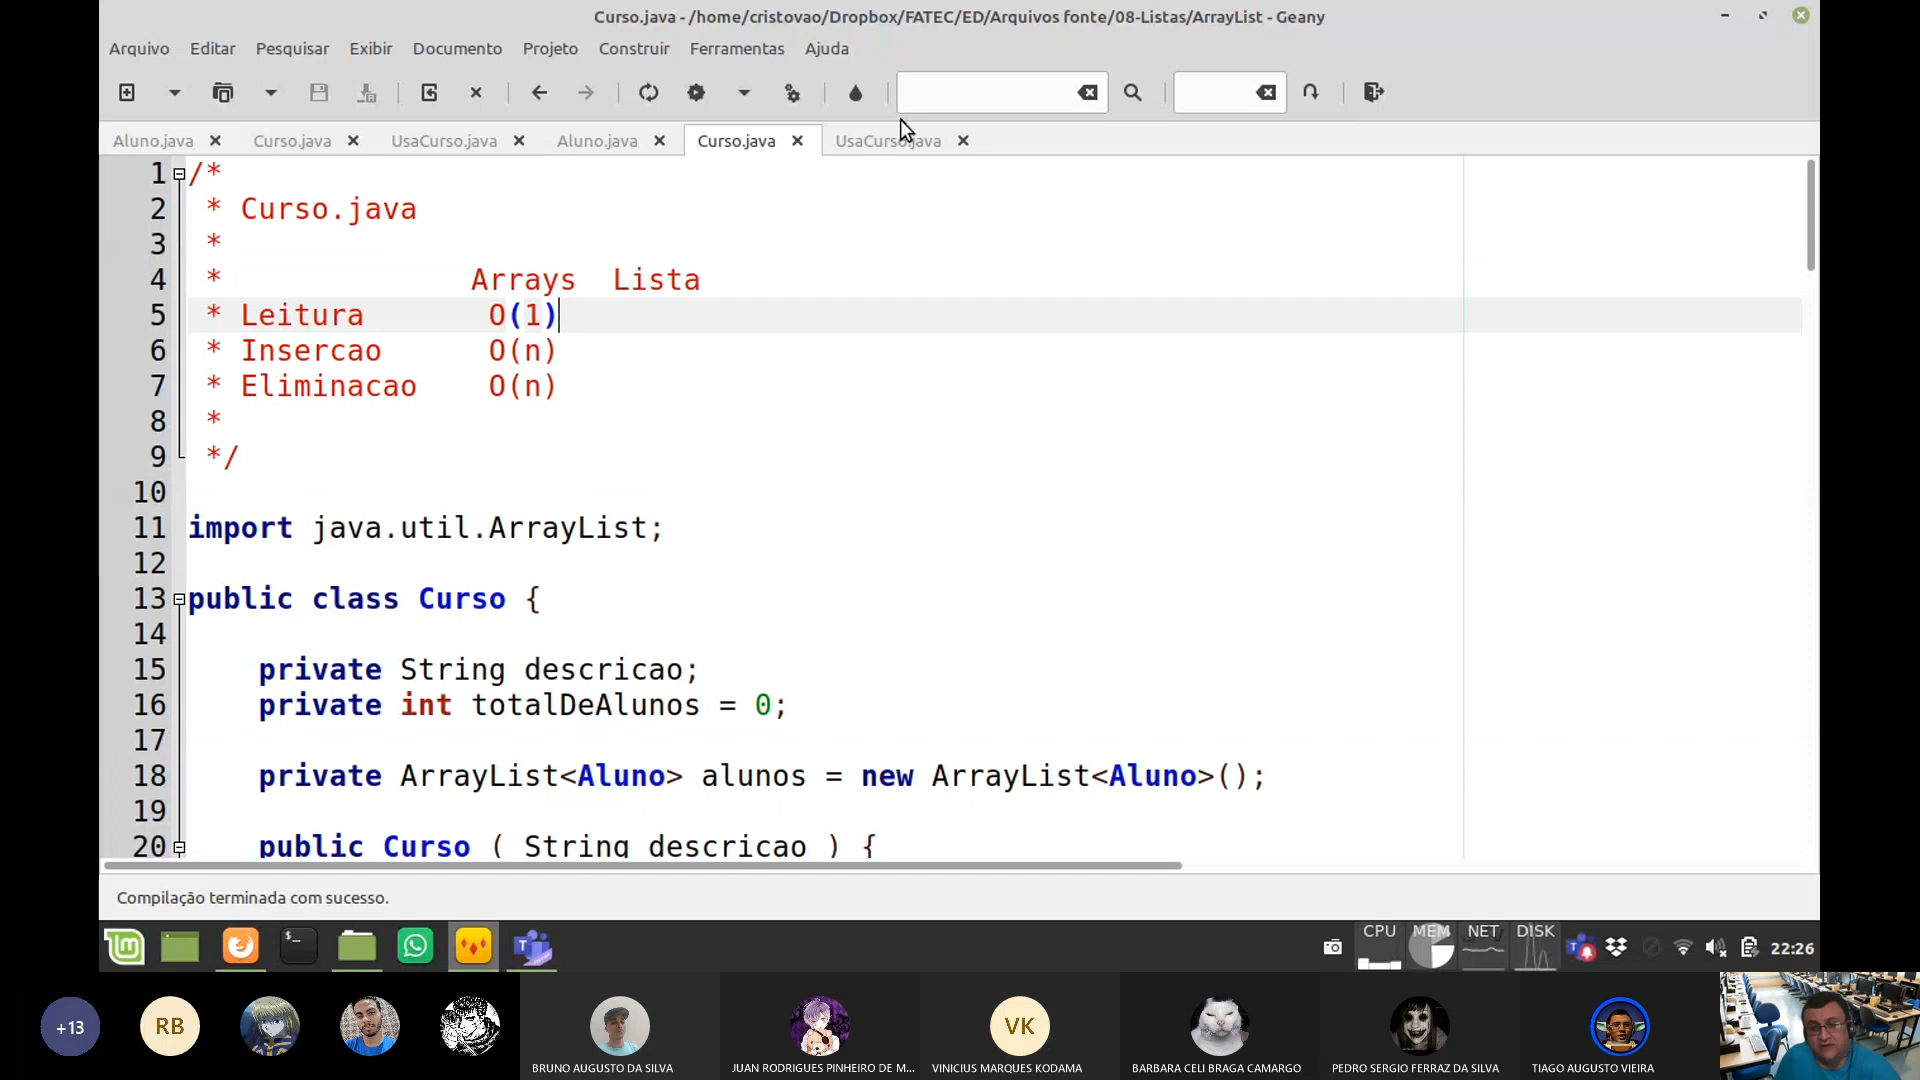 Curso.java - /home/cristovao/Dropbox/FATEC/ED/Arquivos fonte/08-Listas/ArrayList - Geany
Arquivo Editar Pesquisar Exibir Documento Projeto Construir Ferramentas Ajuda
Aluno.java Curso.java UsaCurso.java Aluno.java Curso.java UsaCurso.java
1 /*
2 * Curso.java
3 *
4 * Arrays Lista
5 * Leitura O(1)
6 * Insercao O(n)
7 * Eliminacao O(n)
8 *
9 */
10
11 import java.util.ArrayList;
12
13 public class Curso {
14
15 private String descricao;
16 private int totalDeAlunos = 0;
17
18 private ArrayList<Aluno> alunos = new ArrayList<Aluno>();
19
20 public Curso ( String descricao ) {
Compilação terminada com sucesso.
CPU MEM NET DISK 22:26
+13 RB VK
BRUNO AUGUSTO DA SILVA JUAN RODRIGUES PINHEIRO DE M... VINICIUS MARQUES KODAMA BARBARA CELI BRAGA CAMARGO PEDRO SERGIO FERRAZ DA SILVA TIAGO AUGUSTO VIEIRA